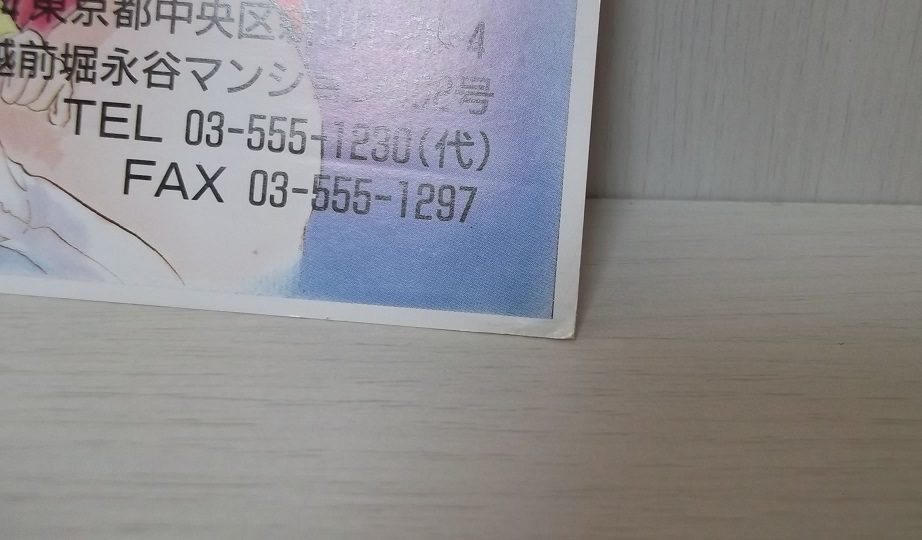 東京都中央区
4
越前堀永谷マンシ
号
TEL 03-555-1230(代)
FAX 03-555-1297